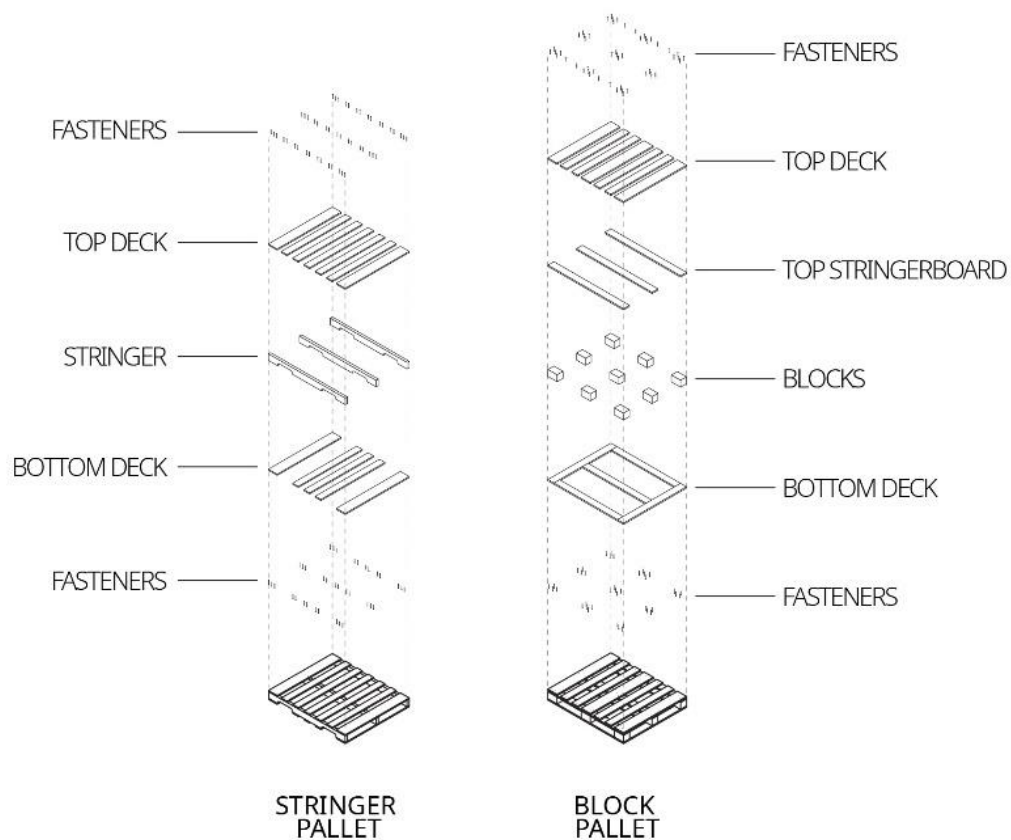 FASTENERS
TOP DECK
STRINGER
BOTTOM DECK
FASTENERS
STRINGER
PALLET
FASTENERS
TOP DECK
TOP STRINGERBOARD
BLOCKS
BOTTOM DECK
FASTENERS
BLOCK
PALLET